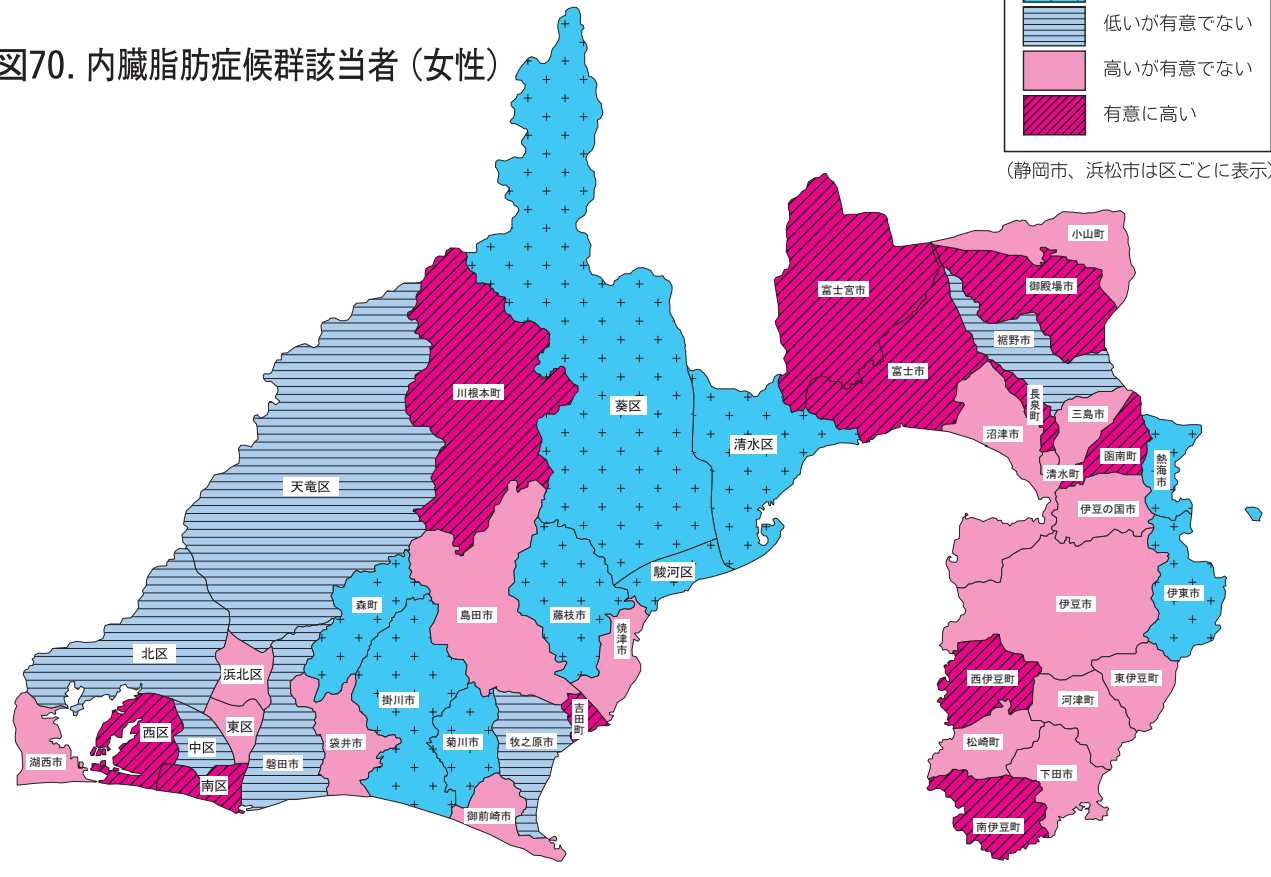 図70. 内臓脂肪症候群該当者（女性）
低いが有意でない
高いが有意でない
有意に高い
（静岡市、浜松市は区ごとに表示）
小山町
御殿場市
富士宮市
裾野市
富士市
川根本町
長泉町
葵区
三島市
沼津市
清水区
函南町
熱海市
清水町
天竜区
伊豆の国市
駿河区
伊東市
森町
伊豆市
島田市
藤枝市
焼津市
北区
浜北区
西伊豆町
東伊豆町
掛川市
河津町
吉田町
東区
西区
袋井市
菊川市
牧之原市
松崎町
中区
湖西市
磐田市
下田市
南区
御前崎市
南伊豆町